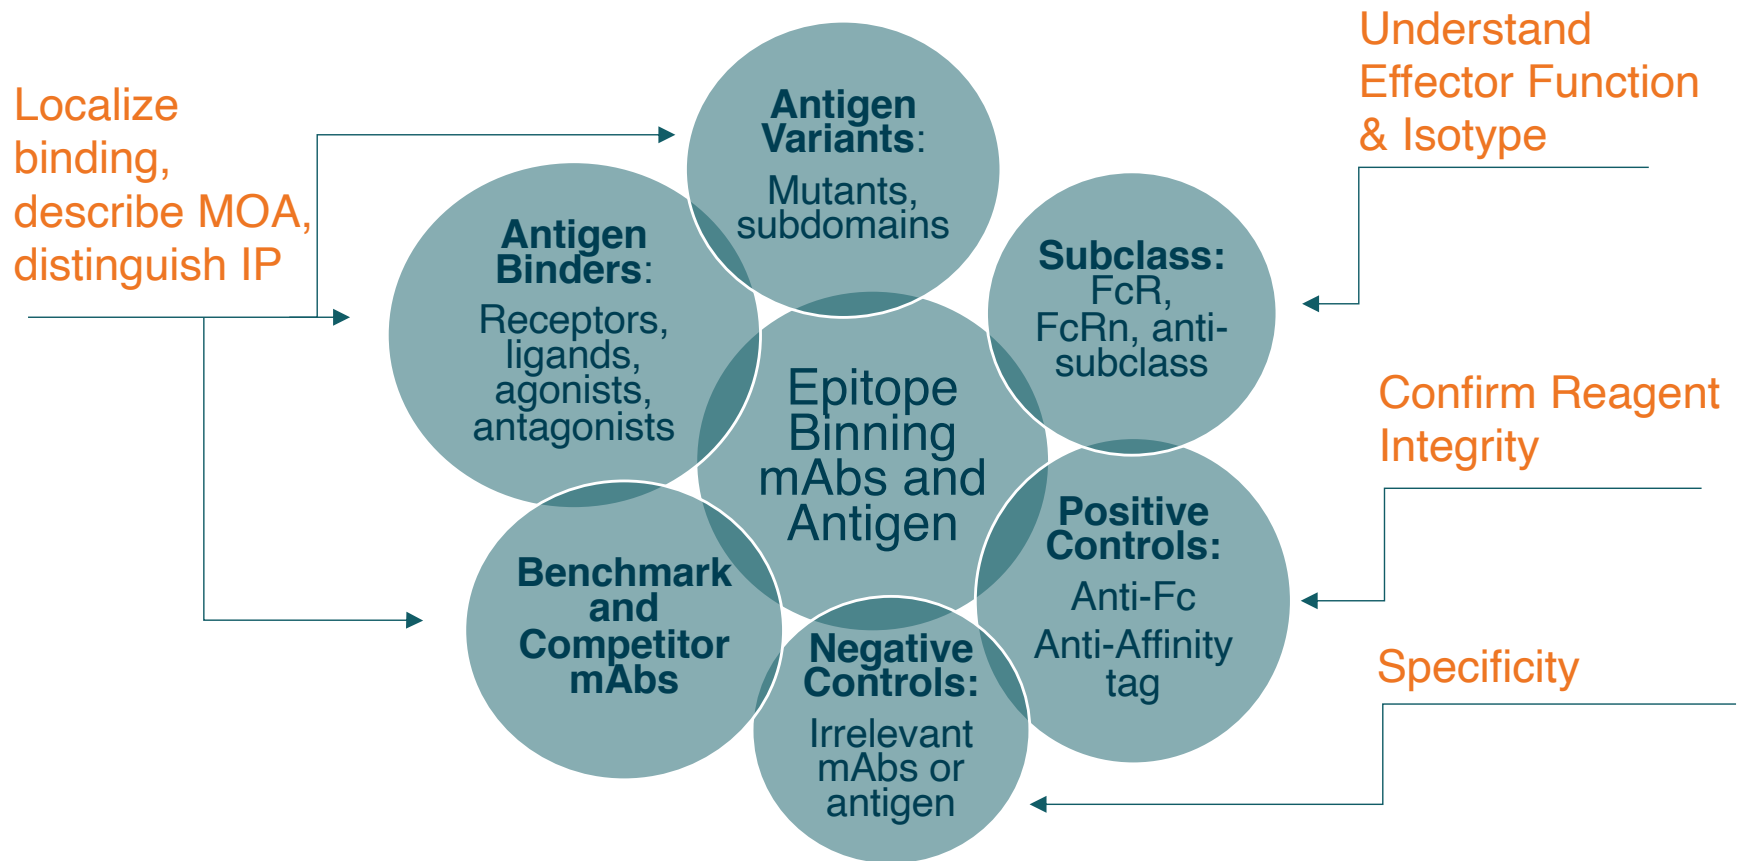 Localize
binding,
describe MOA,
distinguish IP
Antigen
Variants:
Mutants,
subdomains
Antigen
Binders:
Receptors,
ligands,
agonists,
antagonists
Benchmark
and
Competitor
mAbs
Epitope
Binning
mAbs and
Antigen
Subclass:
FcR,
FcRn, anti-
subclass
Positive
Controls:
Anti-Fc
Anti-Affinity
tag
Negative
Controls:
Irrelevant
mAbs or
antigen
Understand
Effector Function
& Isotype
Confirm Reagent
Integrity
Specificity